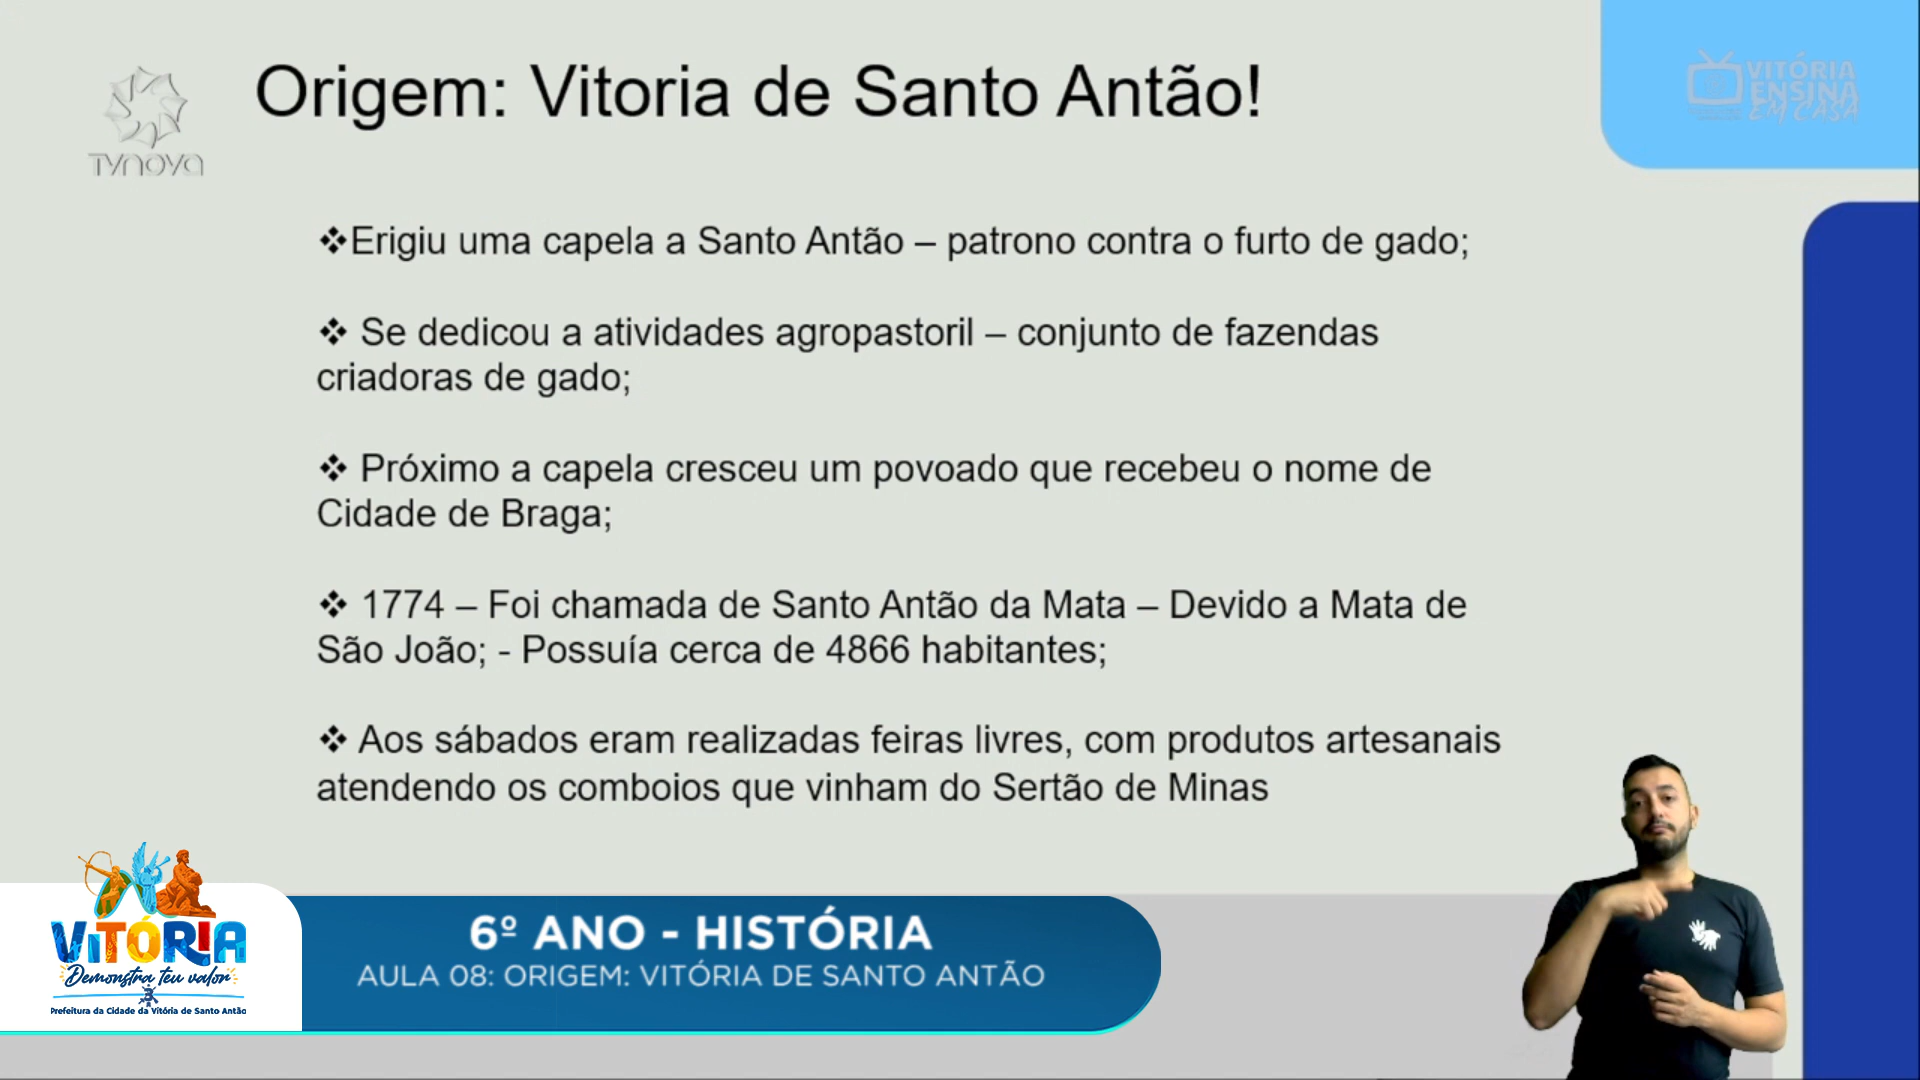 Origem: Vitoria de Santo Antão!
TVNOVA
VITÓRIA
ENSINA
EM CASA
❖Erigiu uma capela a Santo Antão – patrono contra o furto de gado;
❖ Se dedicou a atividades agropastoril – conjunto de fazendas
criadoras de gado;
❖ Próximo a capela cresceu um povoado que recebeu o nome de
Cidade de Braga;
❖ 1774 – Foi chamada de Santo Antão da Mata – Devido a Mata de
São João; - Possuía cerca de 4866 habitantes;
❖ Aos sábados eram realizadas feiras livres, com produtos artesanais
atendendo os comboios que vinham do Sertão de Minas
VITÓRIA
Demonstra teu valor
Prefeitura da Cidade da Vitória de Santo Antão
6º ANO - HISTÓRIA
AULA 08: ORIGEM: VITÓRIA DE SANTO ANTÃO